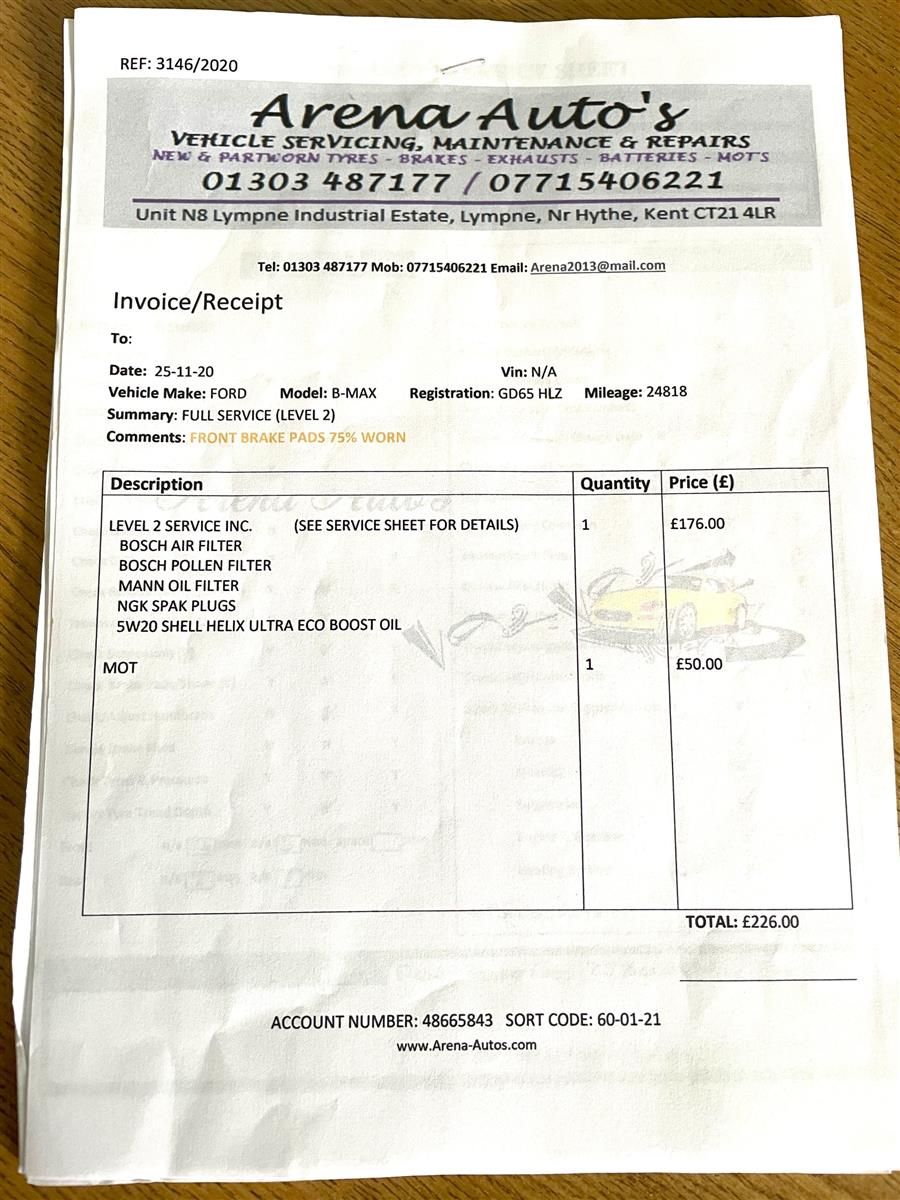 REF: 3146/2020
Arena Auto's
VEHICLE SERVICING, MAINTENANCE & REPAIRS
NEW & PARTWORN TYRES - BRAKES - EXHAUSTS - BATTERIES - MOT'S
01303 487177 / 07715406221
Unit N8 Lympne Industrial Estate, Lympne, Nr Hythe, Kent CT21 4LR
Tel: 01303 487177 Mob: 07715406221 Email: Arena2013@mail.com
Invoice/Receipt
To:
Date: 25-11-20 Vin: N/A
Vehicle Make: FORD Model: B-MAX Registration: GD65 HLZ Mileage: 24818
Summary: FULL SERVICE (LEVEL 2)
Comments: FRONT BRAKE PADS 75% WORN
Description Quantity Price (£)
LEVEL 2 SERVICE INC. (SEE SERVICE SHEET FOR DETAILS) 1 £176.00
BOSCH AIR FILTER
BOSCH POLLEN FILTER
MANN OIL FILTER
NGK SPAK PLUGS
5W20 SHELL HELIX ULTRA ECO BOOST OIL
MOT 1 £50.00
TOTAL: £226.00
ACCOUNT NUMBER: 48665843 SORT CODE: 60-01-21
www.Arena-Autos.com